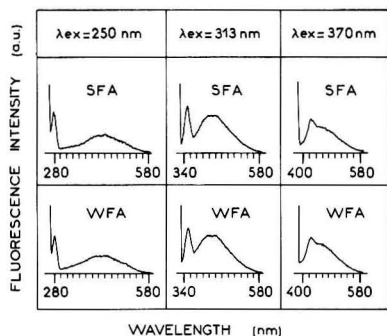 λex=250 nm λex=313 nm λex=370 nm
SFA SFA SFA
280 580 340 580 400 580
WFA WFA WFA
280 580 340 580 400 580
FLUORESCENCE INTENSITY (a.u.)
WAVELENGTH (nm)